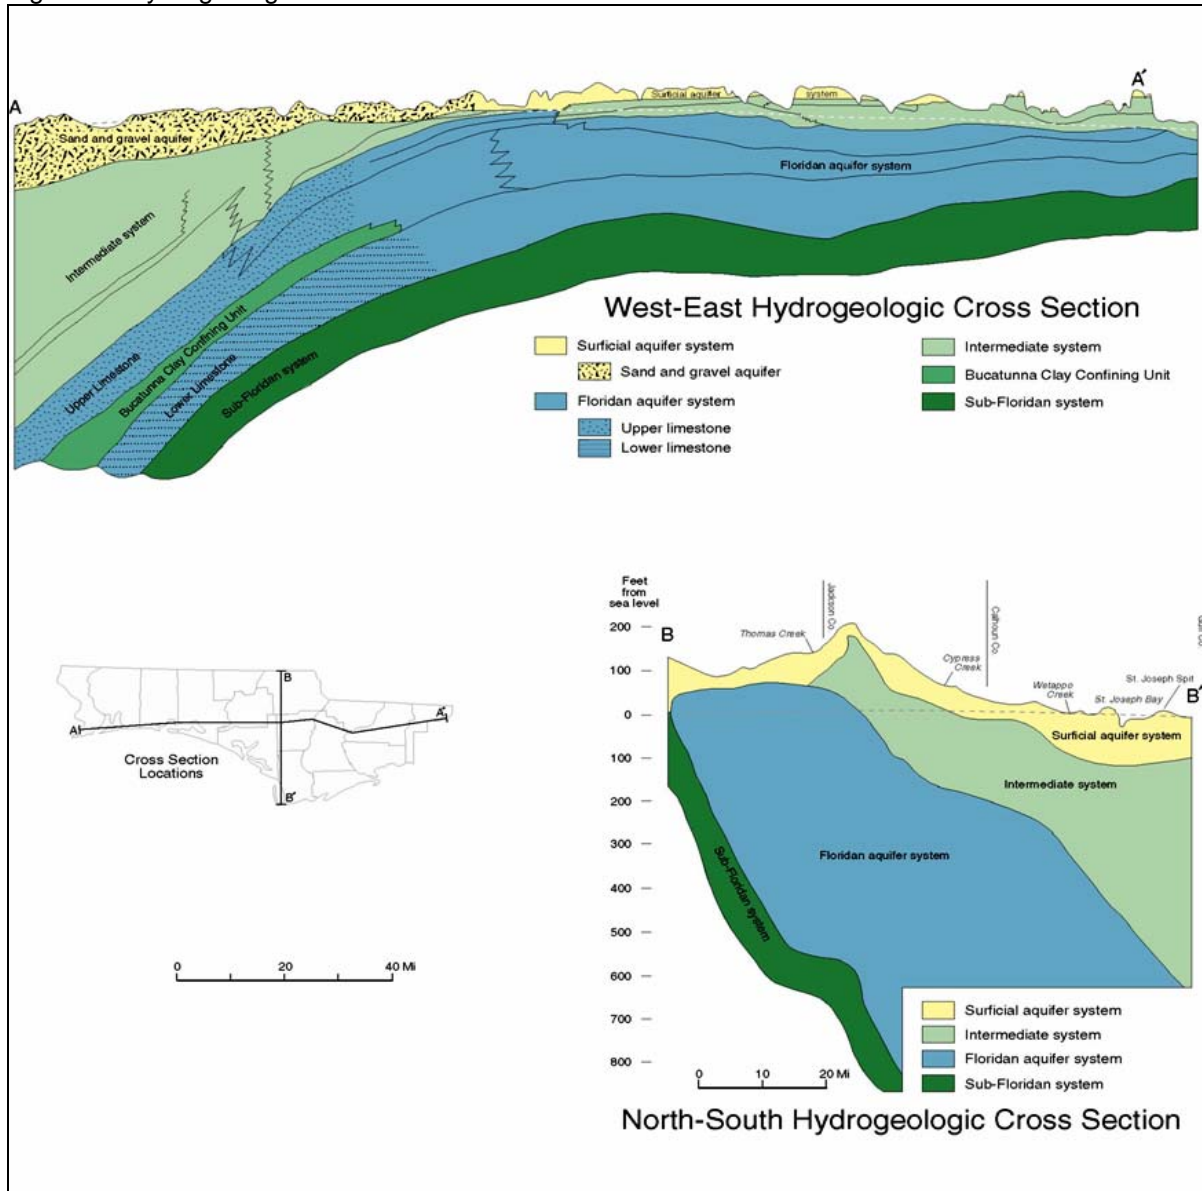 A
A'
Surficial aquifer
system
Sand and gravel aquifer
Floridan aquifer system
Intermediate system
Upper Limestone
Bucatunna Clay Confining Unit
Lower Limestone
Sub-Floridan system
West-East Hydrogeologic Cross Section
Surficial aquifer system
Sand and gravel aquifer
Floridan aquifer system
Upper limestone
Lower limestone
Intermediate system
Bucatunna Clay Confining Unit
Sub-Floridan system
B
A
A'
B'
Cross Section
Locations
0 20 40 Mi
Feet
from
sea level
200
100
0
100
200
300
400
500
600
700
800
B
Thomas Creek
Jackson Co.
Cypress
Creek
Calhoun Co.
Wetappo
Creek
St. Joseph Bay
St. Joseph Spit
B'
Surficial aquifer system
Intermediate system
Floridan aquifer system
Sub-Floridan system
0 10 20 Mi
Surficial aquifer system
Intermediate system
Floridan aquifer system
Sub-Floridan system
North-South Hydrogeologic Cross Section